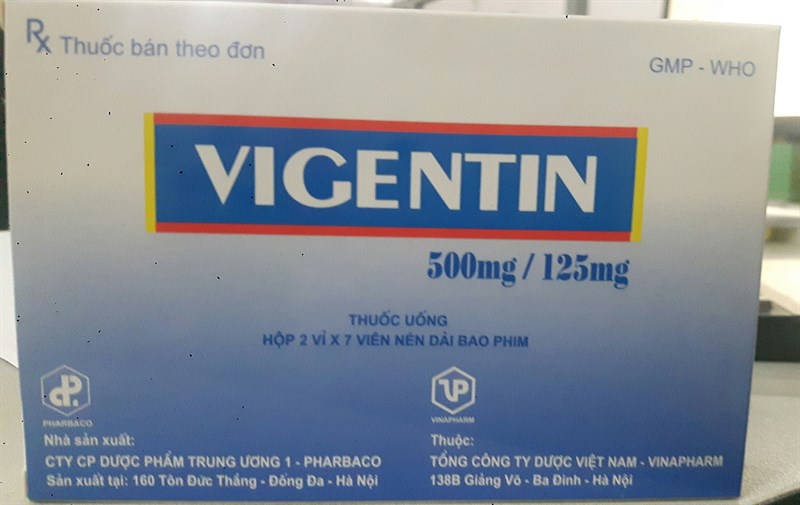 Rx Thuốc bán theo đơn
GMP - WHO
VIGENTIN
500mg / 125mg
THUỐC UỐNG
HỘP 2 VỈ X 7 VIÊN NÉN DÀI BAO PHIM
PHARBACO
Nhà sản xuất:
CTY CP DƯỢC PHẨM TRUNG ƯƠNG 1 - PHARBACO
Sản xuất tại: 160 Tôn Đức Thắng - Đống Đa - Hà Nội
VINAPHARM
Thuộc:
TỔNG CÔNG TY DƯỢC VIỆT NAM - VINAPHARM
138B Giảng Võ - Ba Đình - Hà Nội